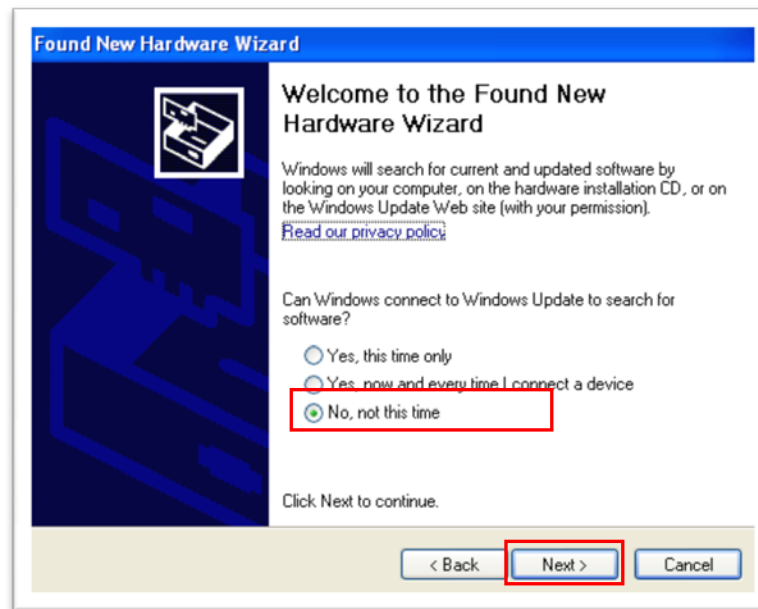 Found New Hardware Wizard
Welcome to the Found New
Hardware Wizard
Windows will search for current and updated software by
looking on your computer, on the hardware installation CD, or on
the Windows Update Web site (with your permission).
Read our privacy policy
Can Windows connect to Windows Update to search for
software?
Yes, this time only
Yes, now and every time I connect a device
No, not this time
Click Next to continue.
< Back
Next >
Cancel